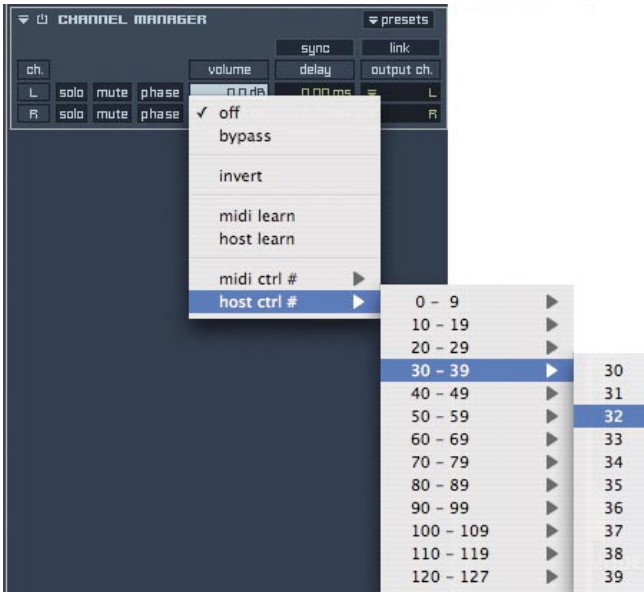 CHANNEL MANAGER presets
sync link
ch. volume delay output ch.
L solo mute phase 0.0 dB 0.00 ms L
R solo mute phase R
✓ off
bypass
invert
midi learn
host learn
midi ctrl #
host ctrl #
0 – 9
10 – 19
20 – 29
30 – 39
40 – 49
50 – 59
60 – 69
70 – 79
80 – 89
90 – 99
100 – 109
110 – 119
120 – 127
30
31
32
33
34
35
36
37
38
39